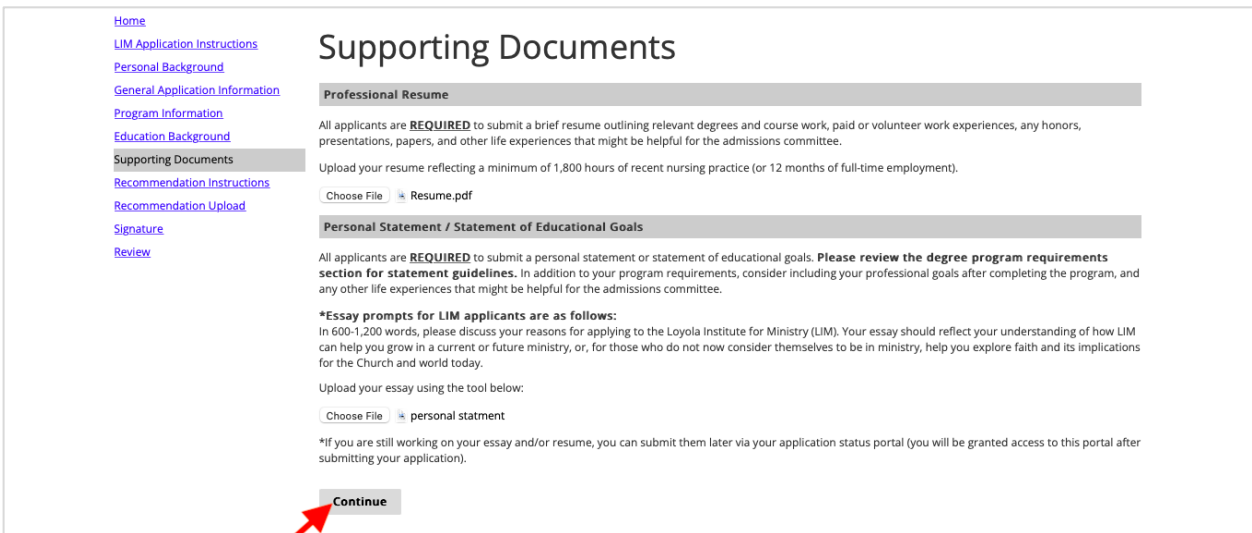 Home
LIM Application Instructions
Personal Background
General Application Information
Program Information
Education Background
Supporting Documents
Recommendation Instructions
Recommendation Upload
Signature
Review
Supporting Documents
Professional Resume
All applicants are REQUIRED to submit a brief resume outlining relevant degrees and course work, paid or volunteer work experiences, any honors,
presentations, papers, and other life experiences that might be helpful for the admissions committee.
Upload your resume reflecting a minimum of 1,800 hours of recent nursing practice (or 12 months of full-time employment).
Choose File Resume.pdf
Personal Statement / Statement of Educational Goals
All applicants are REQUIRED to submit a personal statement or statement of educational goals. Please review the degree program requirements
section for statement guidelines. In addition to your program requirements, consider including your professional goals after completing the program, and
any other life experiences that might be helpful for the admissions committee.
*Essay prompts for LIM applicants are as follows:
In 600-1,200 words, please discuss your reasons for applying to the Loyola Institute for Ministry (LIM). Your essay should reflect your understanding of how LIM
can help you grow in a current or future ministry, or, for those who do not now consider themselves to be in ministry, help you explore faith and its implications
for the Church and world today.
Upload your essay using the tool below:
Choose File personal statment
*If you are still working on your essay and/or resume, you can submit them later via your application status portal (you will be granted access to this portal after
submitting your application).
Continue